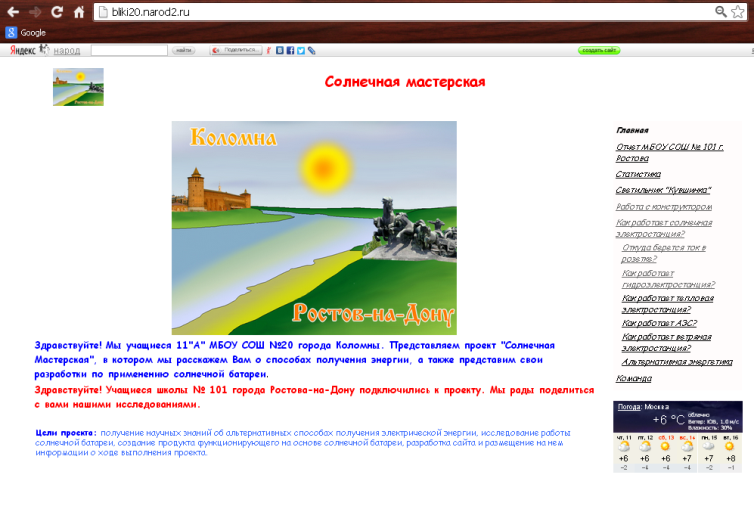 bliki20.narod2.ru
Google
Яндекс народ найти Поделиться... создать сайт
Солнечная мастерская
Коломна
Ростов-на-Дону
Здравствуйте! Мы учащиеся 11"А" МБОУ СОШ №20 города Коломны. Представляем проект "Солнечная
Мастерская", в котором мы расскажем Вам о способах получения энергии, а также представим свои
разработки по применению солнечной батареи.
Здравствуйте! Учащиеся школы № 101 города Ростова-на-Дону подключились к проекту. Мы рады поделиться
с вами нашими исследованиями.
Цели проекта: получение научных знаний об альтернативных способах получения электрической энергии, исследование работы
солнечной батареи, создание продукта функционирующего на основе солнечной батареи, разработка сайта и размещение на нем
информации о ходе выполнения проекта.
Главная
Отчет МБОУ СОШ № 101 г.
Ростова
Статистика
Светильник "Кувшинка"
Работа с конструктором
Как работает солнечная
электростанция?
Откуда берется ток в
розетке?
Как работает
гидроэлектростанция?
Как работает тепловая
электростанция?
Как работает АЭС?
Как работает ветряная
электростанция?
Альтернативная энергетика
Команда
Погода: Москва
+6 °C
облачно
Ветер: ЮВ, 1.0 м/с
Влажность: 30%
чт, 11 пт, 12 сб, 13 вс, 14 пн, 15 вт, 16
+6 +6 +6 +7 +7 +8
-2 -4 -4 -4 -2 -1